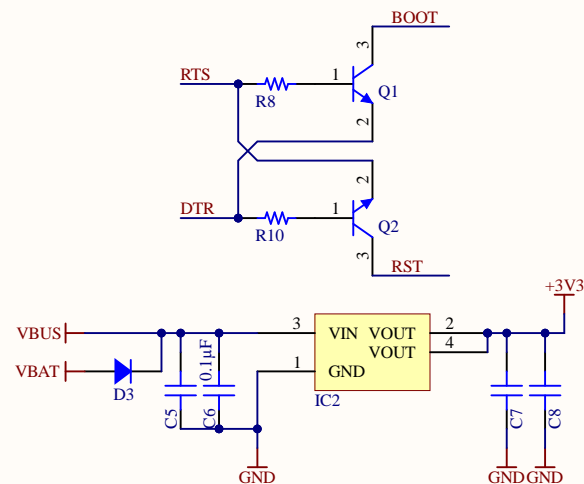 BOOT
3
RTS
1
R8
Q1
2
2
DTR
1
R10
Q2
3
RST
+3V3
VBUS
3
VIN
VOUT
2
VOUT
4
VBAT
1
GND
D3
C5
C6
0.1µF
IC2
C7
C8
GND
GND
GND